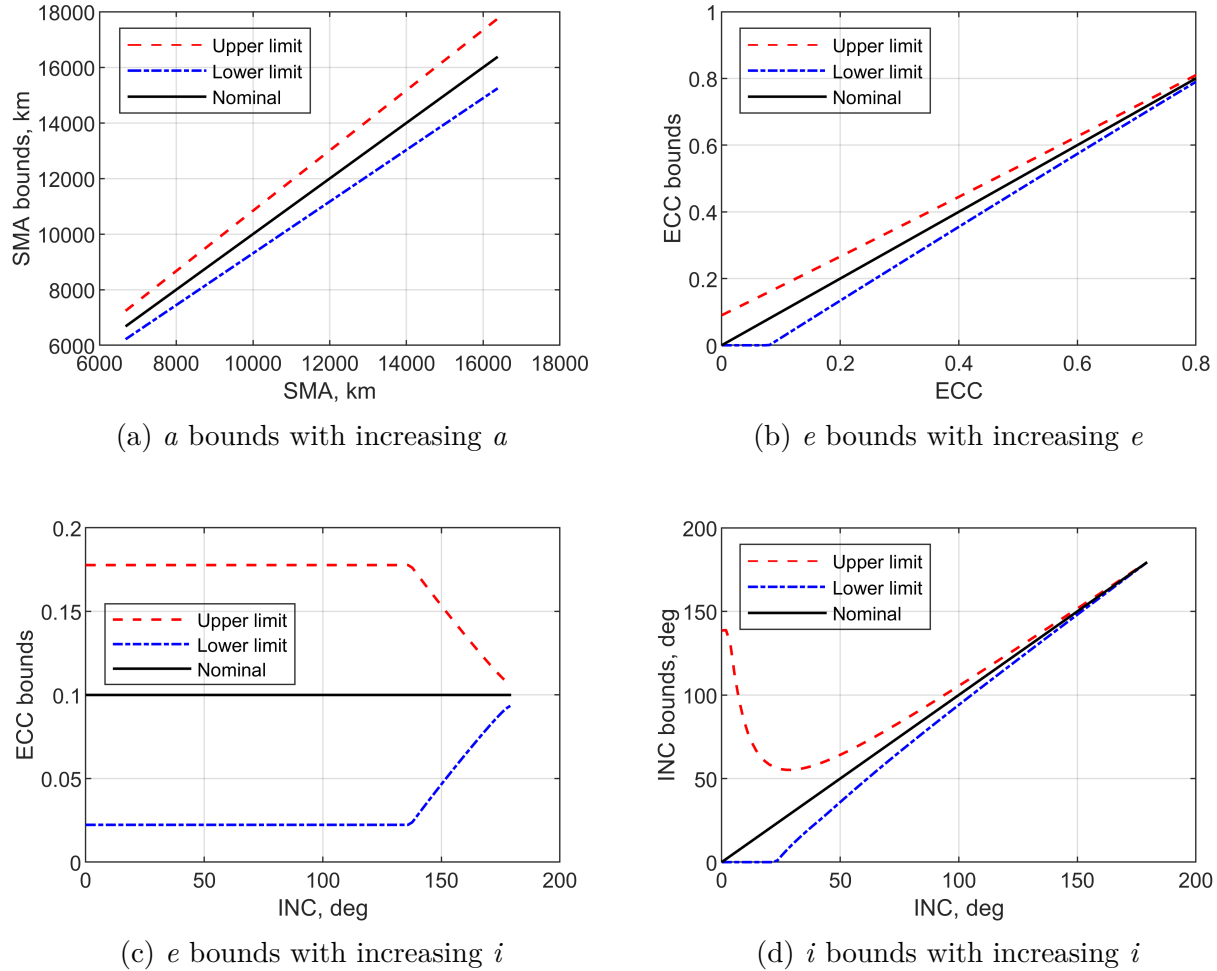 18000
16000
14000
12000
10000
8000
6000
SMA bounds, km
Upper limit
Lower limit
Nominal
6000 8000 10000 12000 14000 16000 18000
SMA, km
(a) a bounds with increasing a
1
0.8
0.6
0.4
0.2
0
ECC bounds
Upper limit
Lower limit
Nominal
0 0.2 0.4 0.6 0.8
ECC
(b) e bounds with increasing e
0.2
0.15
0.1
0.05
0
ECC bounds
Upper limit
Lower limit
Nominal
0 50 100 150 200
INC, deg
(c) e bounds with increasing i
200
150
100
50
0
INC bounds, deg
Upper limit
Lower limit
Nominal
0 50 100 150 200
INC, deg
(d) i bounds with increasing i